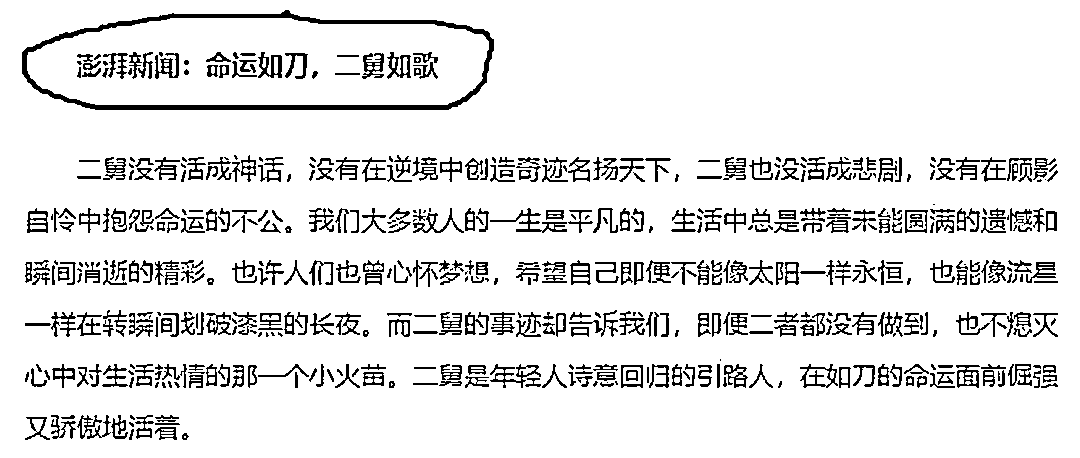 澎湃新闻：命运如刀，二舅如歌
二舅没有活成神话，没有在逆境中创造奇迹名扬天下，二舅也没活成悲剧，没有在顾影
自怜中抱怨命运的不公。我们大多数人的一生是平凡的，生活中总是带着未能圆满的遗憾和
瞬间消逝的精彩。也许人们也曾心怀梦想，希望自己即便不能像太阳一样永恒，也能像流星
一样在转瞬间划破漆黑的长夜。而二舅的事迹却告诉我们，即便二者都没有做到，也不熄灭
心中对生活热情的那一个小火苗。二舅是年轻人诗意回归的引路人，在如刀的命运面前倔强
又骄傲地活着。